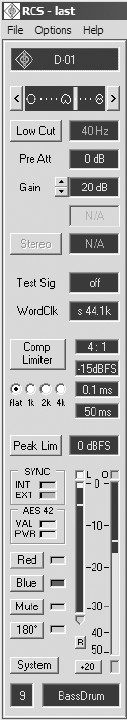 RCS - last
File Options Help
D-01
< >
Low Cut 40 Hz
Pre Att 0 dB
Gain 20 dB
N/A
Stereo N/A
Test Sig off
WordClk s 44.1k
Comp Limiter 4 : 1
-15dBFS
0.1 ms
flat 1k 2k 4k 50 ms
Peak Lim 0 dBFS
SYNC
INT
EXT
AES 42
VAL
PWR
Red
Blue
Mute
180°
System
L O
0
-10
-20
-30
40
50
R
+20
9 BassDrum